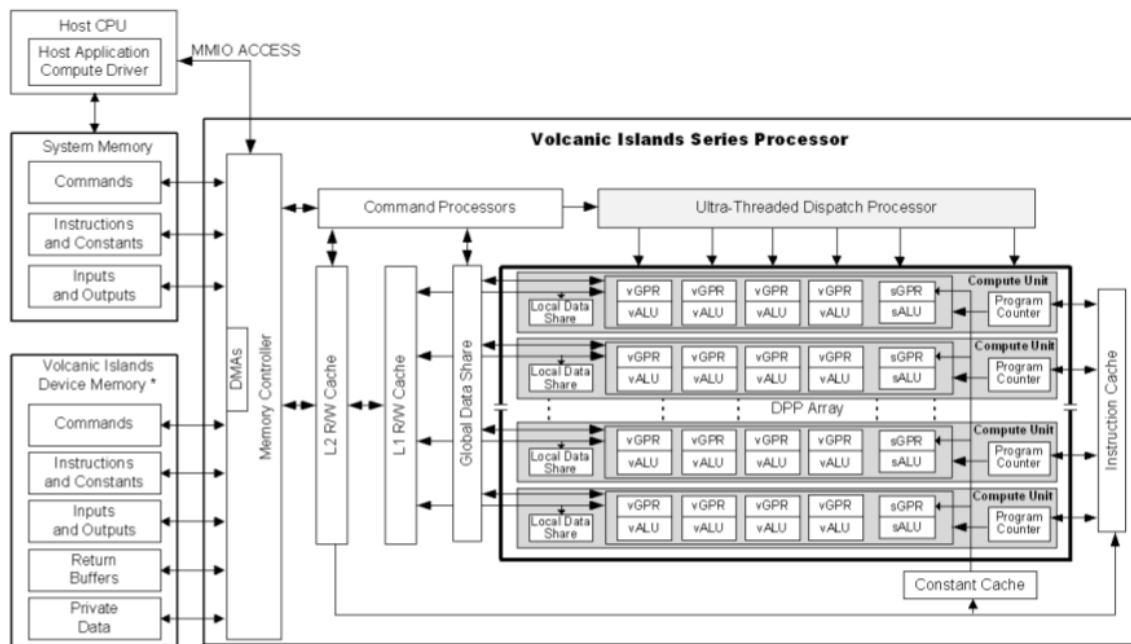 Host CPU
Host Application
Compute Driver
MMIO ACCESS
System Memory
Commands
Instructions
and Constants
Inputs
and Outputs
Volcanic Islands
Device Memory *
Commands
Instructions
and Constants
Inputs
and Outputs
Return
Buffers
Private
Data
Volcanic Islands Series Processor
DMAs
Memory Controller
Command Processors
Ultra-Threaded Dispatch Processor
L2 R/W Cache
L1 R/W Cache
Global Data Share
Compute Unit
Local Data
Share
vGPR vGPR vGPR vGPR sGPR
vALU vALU vALU vALU sALU
Program
Counter
Compute Unit
Local Data
Share
vGPR vGPR vGPR vGPR sGPR
vALU vALU vALU vALU sALU
Program
Counter
DPP Array
Compute Unit
Local Data
Share
vGPR vGPR vGPR vGPR sGPR
vALU vALU vALU vALU sALU
Program
Counter
Compute Unit
Local Data
Share
vGPR vGPR vGPR vGPR sGPR
vALU vALU vALU vALU sALU
Program
Counter
Instruction Cache
Constant Cache